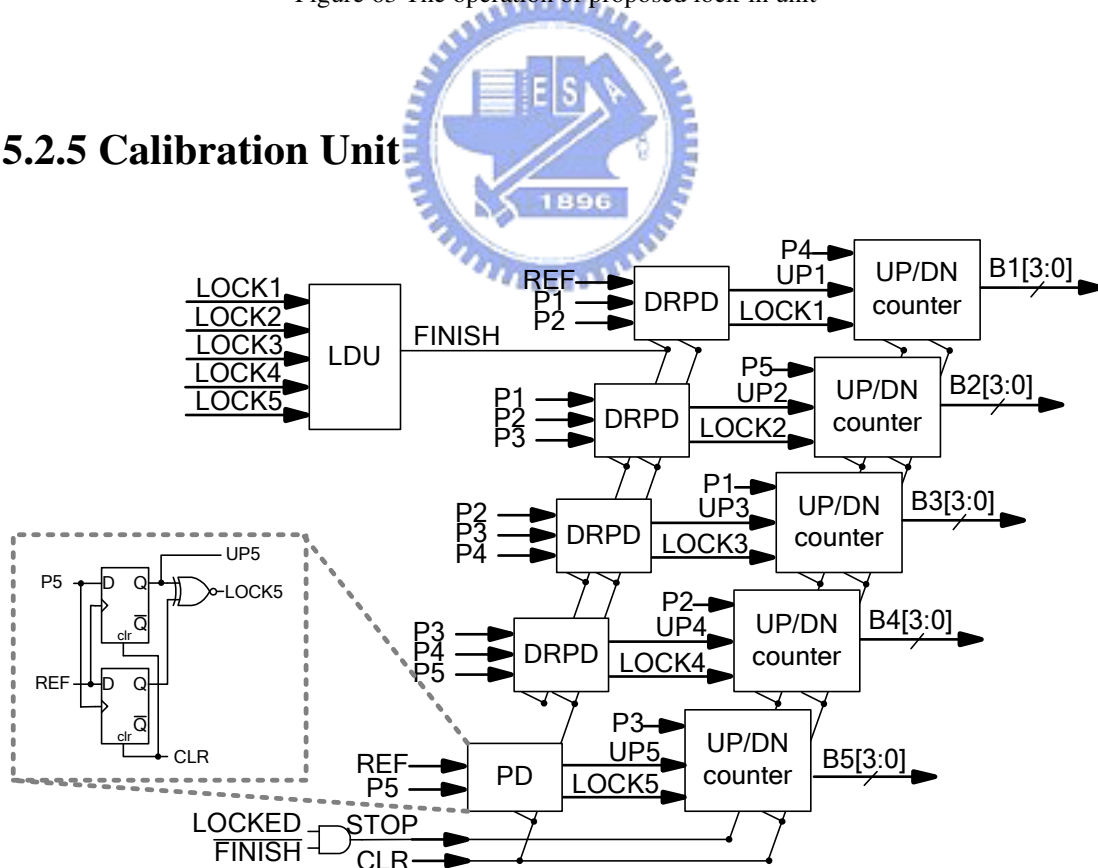 Figure 63 The operation of proposed lock-in unit
E S A
1896
5.2.5 Calibration Unit
LOCK1
LOCK2
LOCK3
LOCK4
LOCK5
LDU
FINISH
REF
P1
P2
DRPD
P4
UP1
LOCK1
UP/DN
counter
B1[3:0]
P1
P2
P3
DRPD
P5
UP2
LOCK2
UP/DN
counter
B2[3:0]
P2
P3
P4
DRPD
P1
UP3
LOCK3
UP/DN
counter
B3[3:0]
P3
P4
P5
DRPD
P2
UP4
LOCK4
UP/DN
counter
B4[3:0]
REF
P5
PD
P3
UP5
LOCK5
UP/DN
counter
B5[3:0]
P5
D Q
Q
clr
UP5
LOCK5
REF
D Q
Q
clr
CLR
LOCKED
FINISH
STOP
CLR